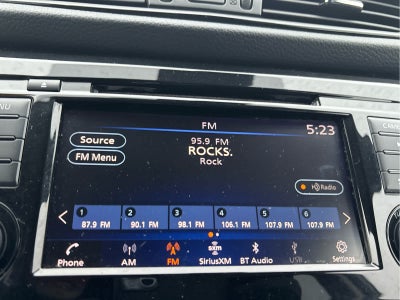 FM
5:23
Source
95.9 FM
ROCKS.
FM Menu
Rock
HD Radio
1 2 3 4 5 6
87.9 FM 90.1 FM 98.1 FM 106.1 FM 107.9 FM 107.9 FM
sxm
Phone AM FM SiriusXM BT Audio USB Settings